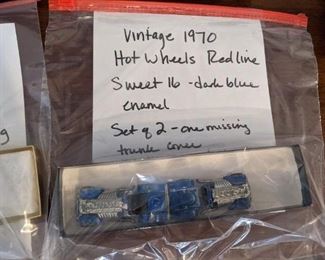 Vintage 1970
Hot Wheels Redline
Sweet 16 - dark blue
enamel
Set of 2 - one missing
trunk cover
g